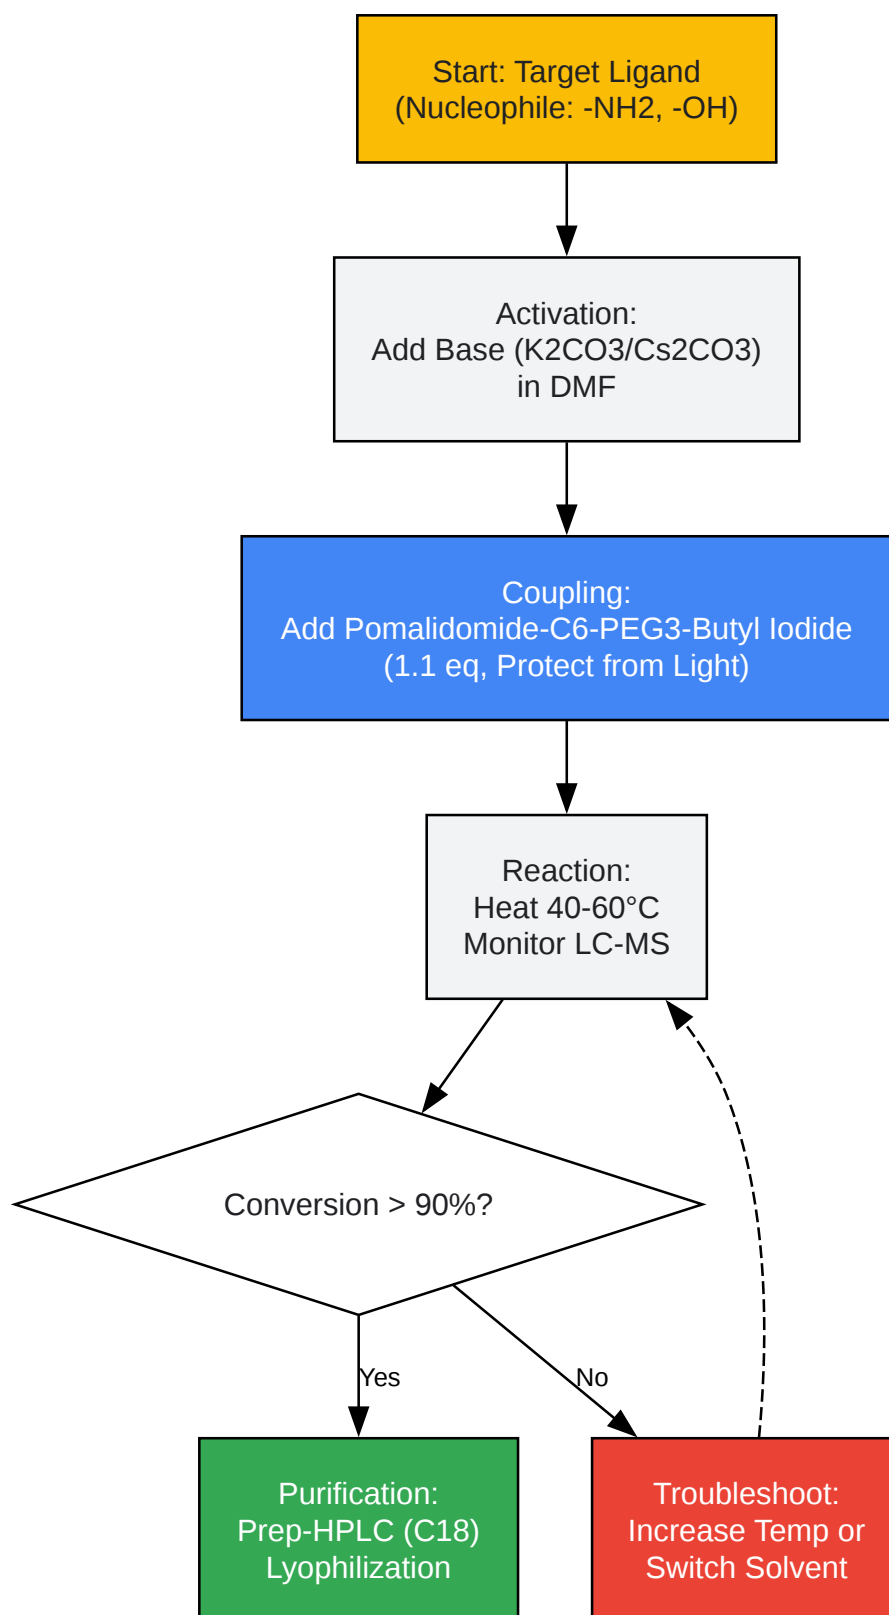 Start: Target Ligand
(Nucleophile: -NH2, -OH)
Activation:
Add Base (K2CO3/Cs2CO3)
in DMF
Coupling:
Add Pomalidomide-C6-PEG3-Butyl Iodide
(1.1 eq, Protect from Light)
Reaction:
Heat 40-60°C
Monitor LC-MS
Conversion > 90%?
Yes
No
Purification:
Prep-HPLC (C18)
Lyophilization
Troubleshoot:
Increase Temp or
Switch Solvent